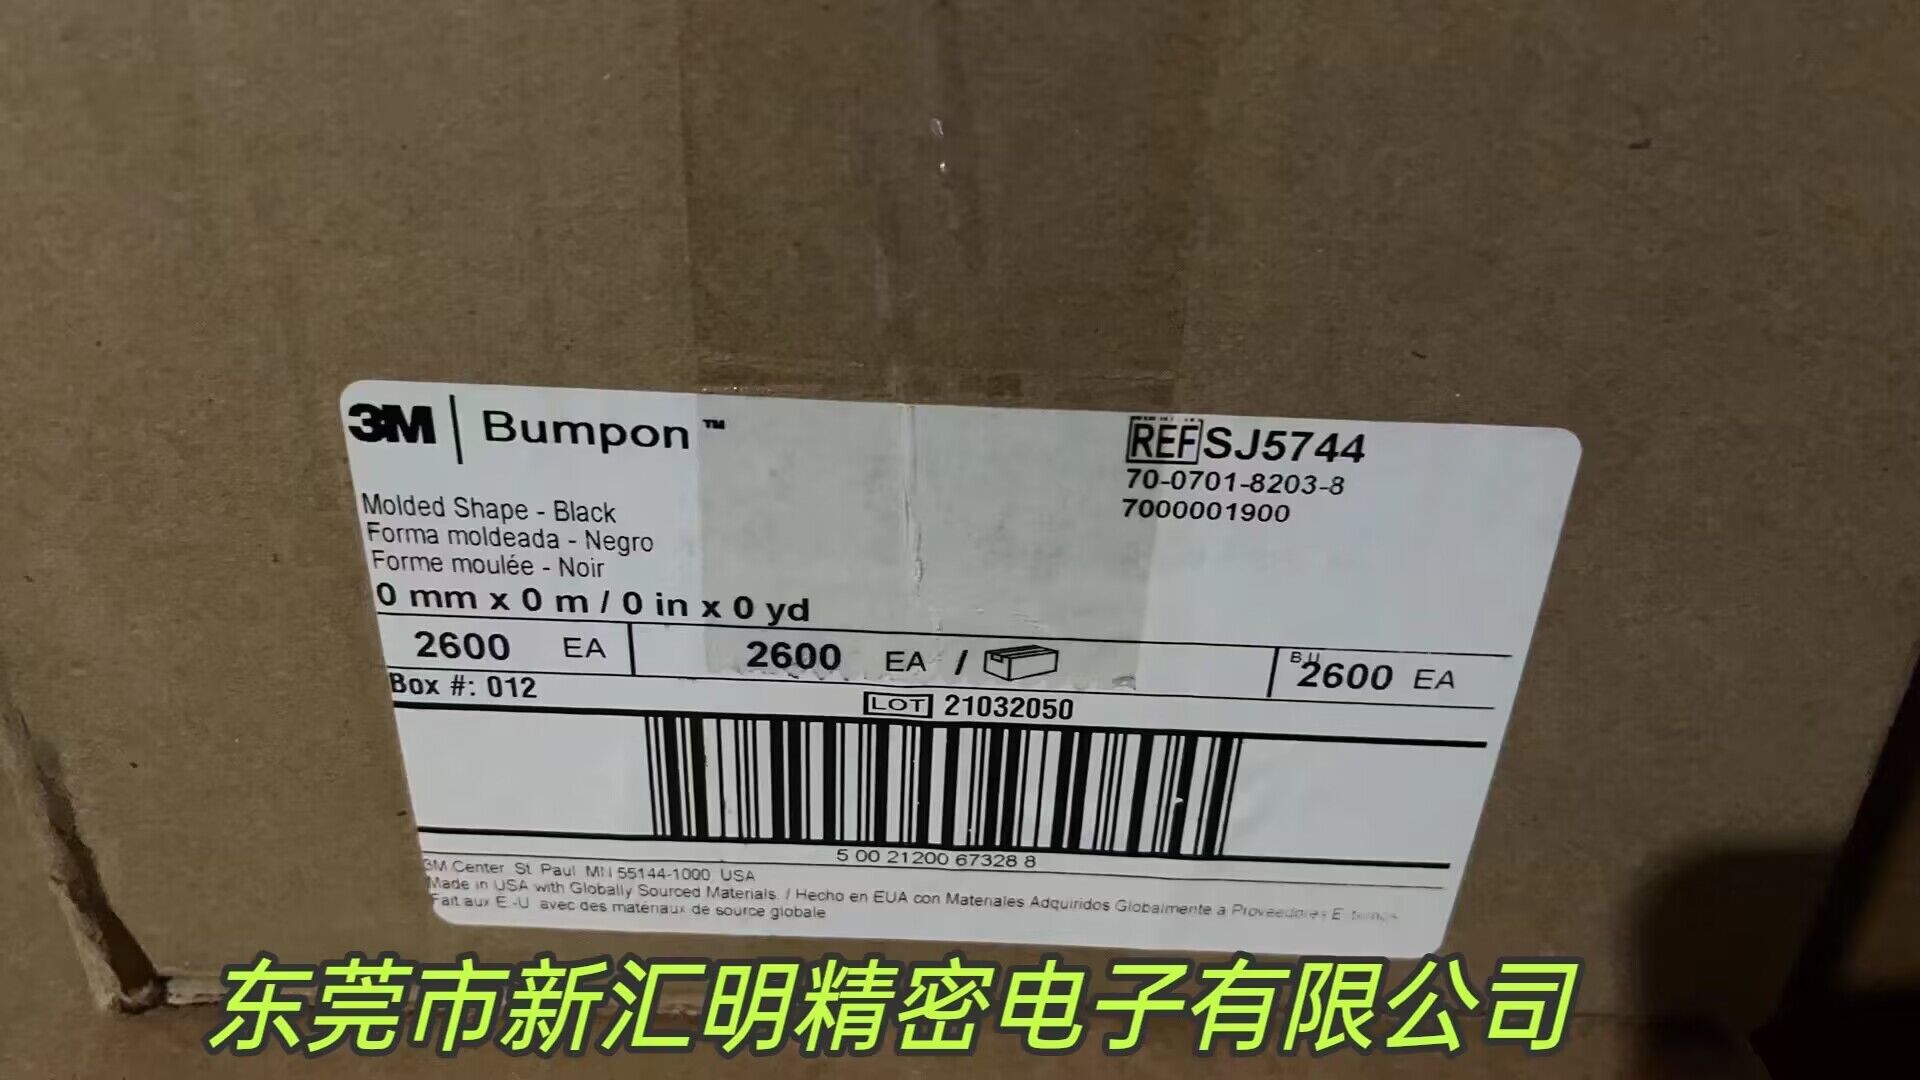 3M | Bumpon™
REF SJ5744
70-0701-8203-8
7000001900
Molded Shape - Black
Forma moldeada - Negro
Forme moulée - Noir
0 mm x 0 m / 0 in x 0 yd
2600 EA
2600 EA /
B.U. 2600 EA
Box #: 012
LOT 21032050
5 00 21200 67328 8
3M Center St Paul MN 55144-1000 USA
Made in USA with Globally Sourced Materials. / Hecho en EUA con Materiales Adquiridos Globalmente a Proveedores
Fait aux E.-U. avec des matériaux de source globale
东莞市新汇明精密电子有限公司